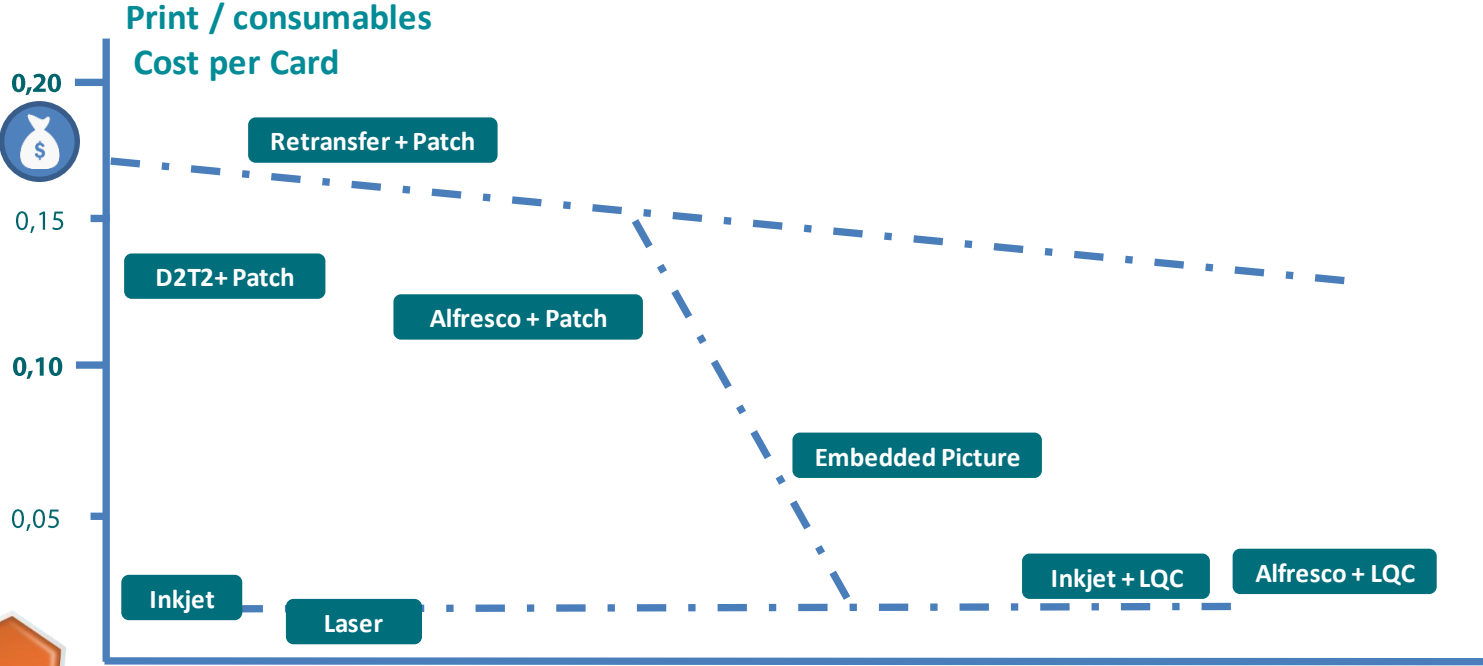 Print / consumables
Cost per Card
0,20
$
Retransfer + Patch
0,15
D2T2+ Patch
Alfresco + Patch
0,10
Embedded Picture
0,05
Inkjet + LQC
Alfresco + LQC
Inkjet
Laser